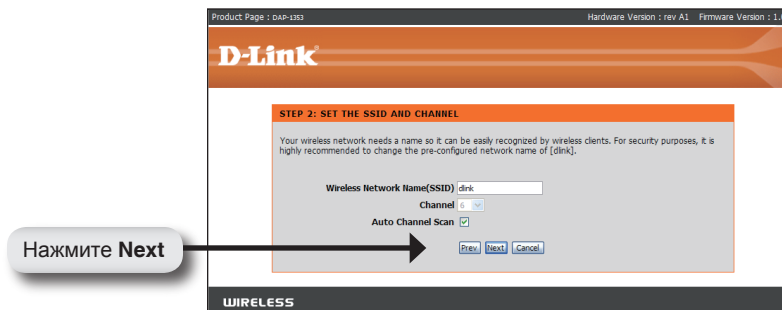 Product Page : DAP-1353 Hardware Version : rev A1 Firmware Version : 1.
D-Link
STEP 2: SET THE SSID AND CHANNEL
Your wireless network needs a name so it can be easily recognized by wireless clients. For security purposes, it is
highly recommended to change the pre-configured network name of [dlink].
Wireless Network Name(SSID) dlink
Channel 6
Auto Channel Scan
Prev Next Cancel
Нажмите Next
WIRELESS